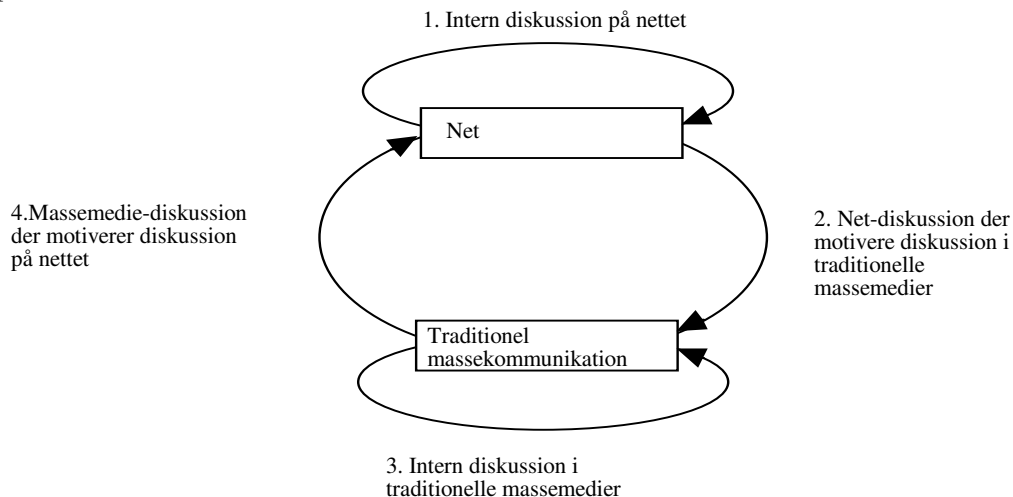 1. Intern diskussion på nettet
Net
4.Massemedie-diskussion
der motiverer diskussion
på nettet
2. Net-diskussion der
motivere diskussion i
traditionelle
massemedier
Traditionel
massekommunikation
3. Intern diskussion i
traditionelle massemedier